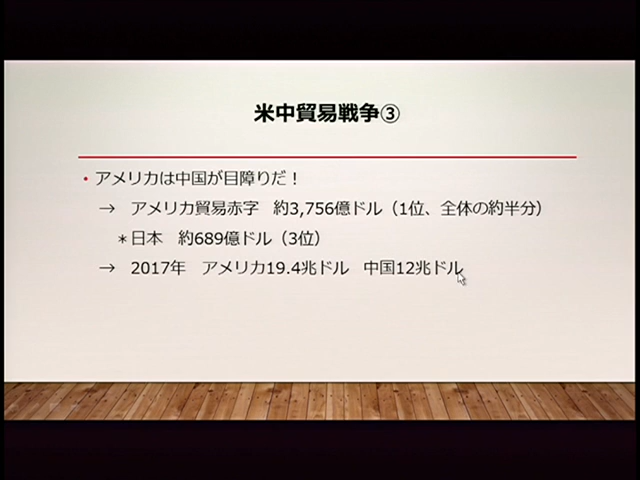 米中貿易戦争③
・アメリカは中国が目障りだ！
→ アメリカ貿易赤字 約3,756億ドル（1位、全体の約半分）
＊日本 約689億ドル（3位）
→ 2017年 アメリカ19.4兆ドル 中国12兆ドル